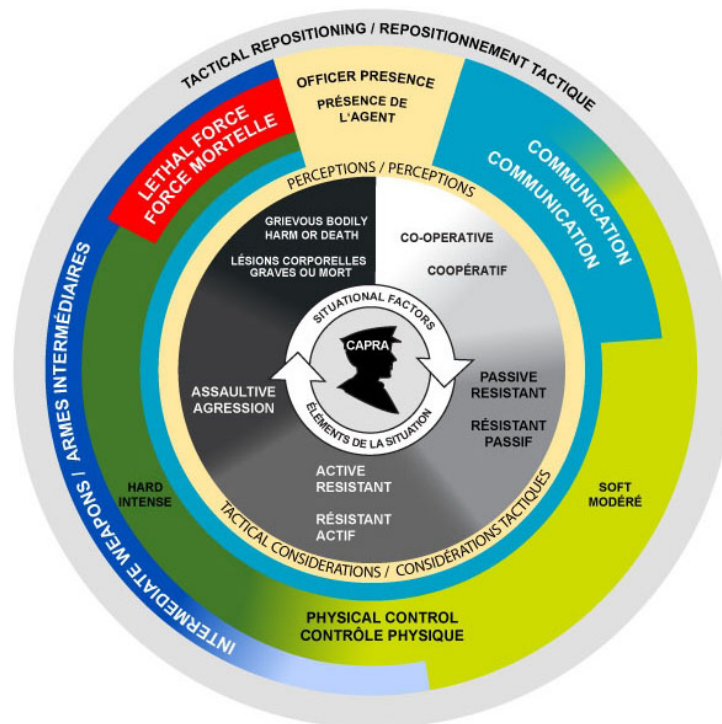 TACTICAL REPOSITIONING / REPOSITIONNEMENT TACTIQUE
OFFICER PRESENCE
PRÉSENCE DE
L'AGENT
LETHAL FORCE
FORCE MORTELLE
COMMUNICATION
COMMUNICATION
PERCEPTIONS / PERCEPTIONS
GRIEVOUS BODILY
HARM OR DEATH
LÉSIONS CORPORELLES
GRAVES OU MORT
CO-OPERATIVE
COOPÉRATIF
SITUATIONAL FACTORS
CAPRA
ÉLÉMENTS DE LA SITUATION
ASSAULTIVE
AGRESSION
PASSIVE
RESISTANT
RÉSISTANT
PASSIF
ACTIVE
RESISTANT
RÉSISTANT
ACTIF
HARD
INTENSE
SOFT
MODÉRÉ
TACTICAL CONSIDERATIONS / CONSIDÉRATIONS TACTIQUES
PHYSICAL CONTROL
CONTRÔLE PHYSIQUE
INTERMEDIATE WEAPONS / ARMES INTERMÉDIAIRES